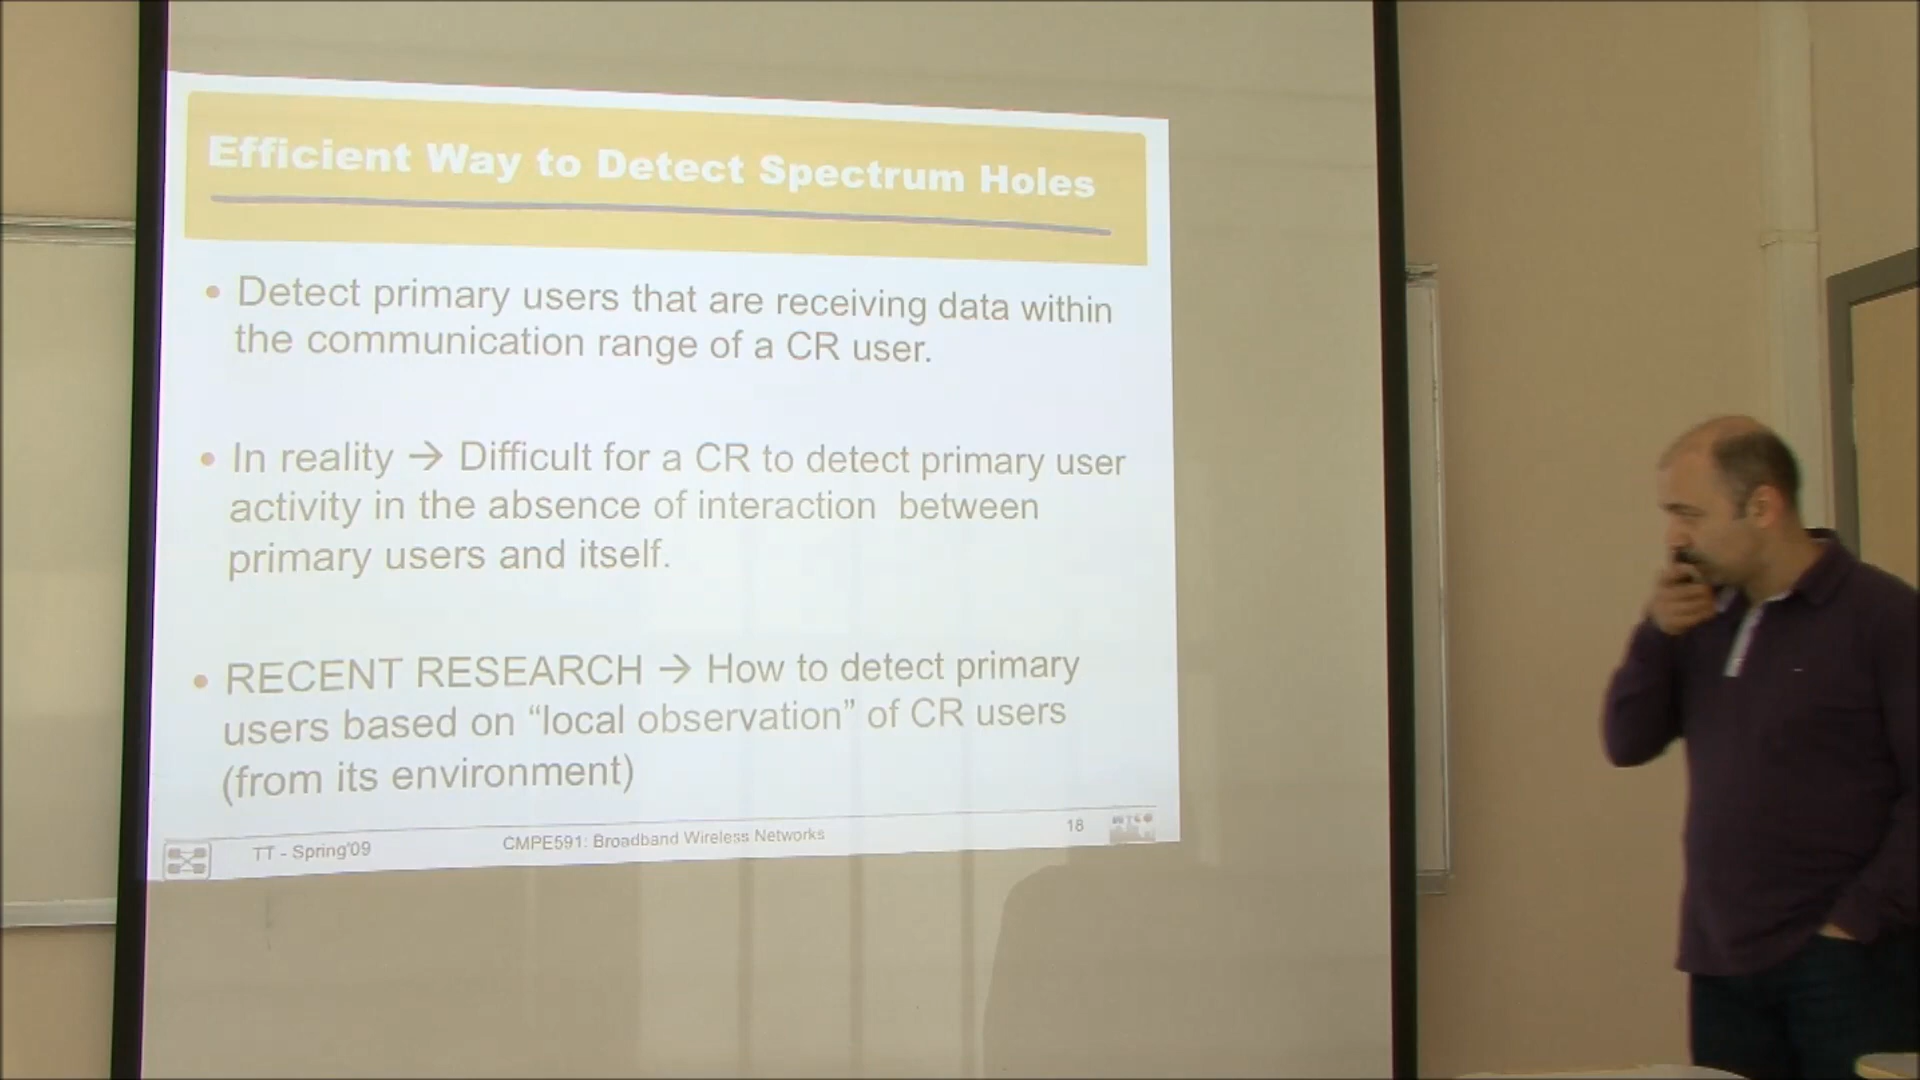 Efficient Way to Detect Spectrum Holes
• Detect primary users that are receiving data within
the communication range of a CR user.
• In reality → Difficult for a CR to detect primary user
activity in the absence of interaction between
primary users and itself.
• RECENT RESEARCH → How to detect primary
users based on “local observation” of CR users
(from its environment)
TT - Spring'09
CMPE591: Broadband Wireless Networks
18